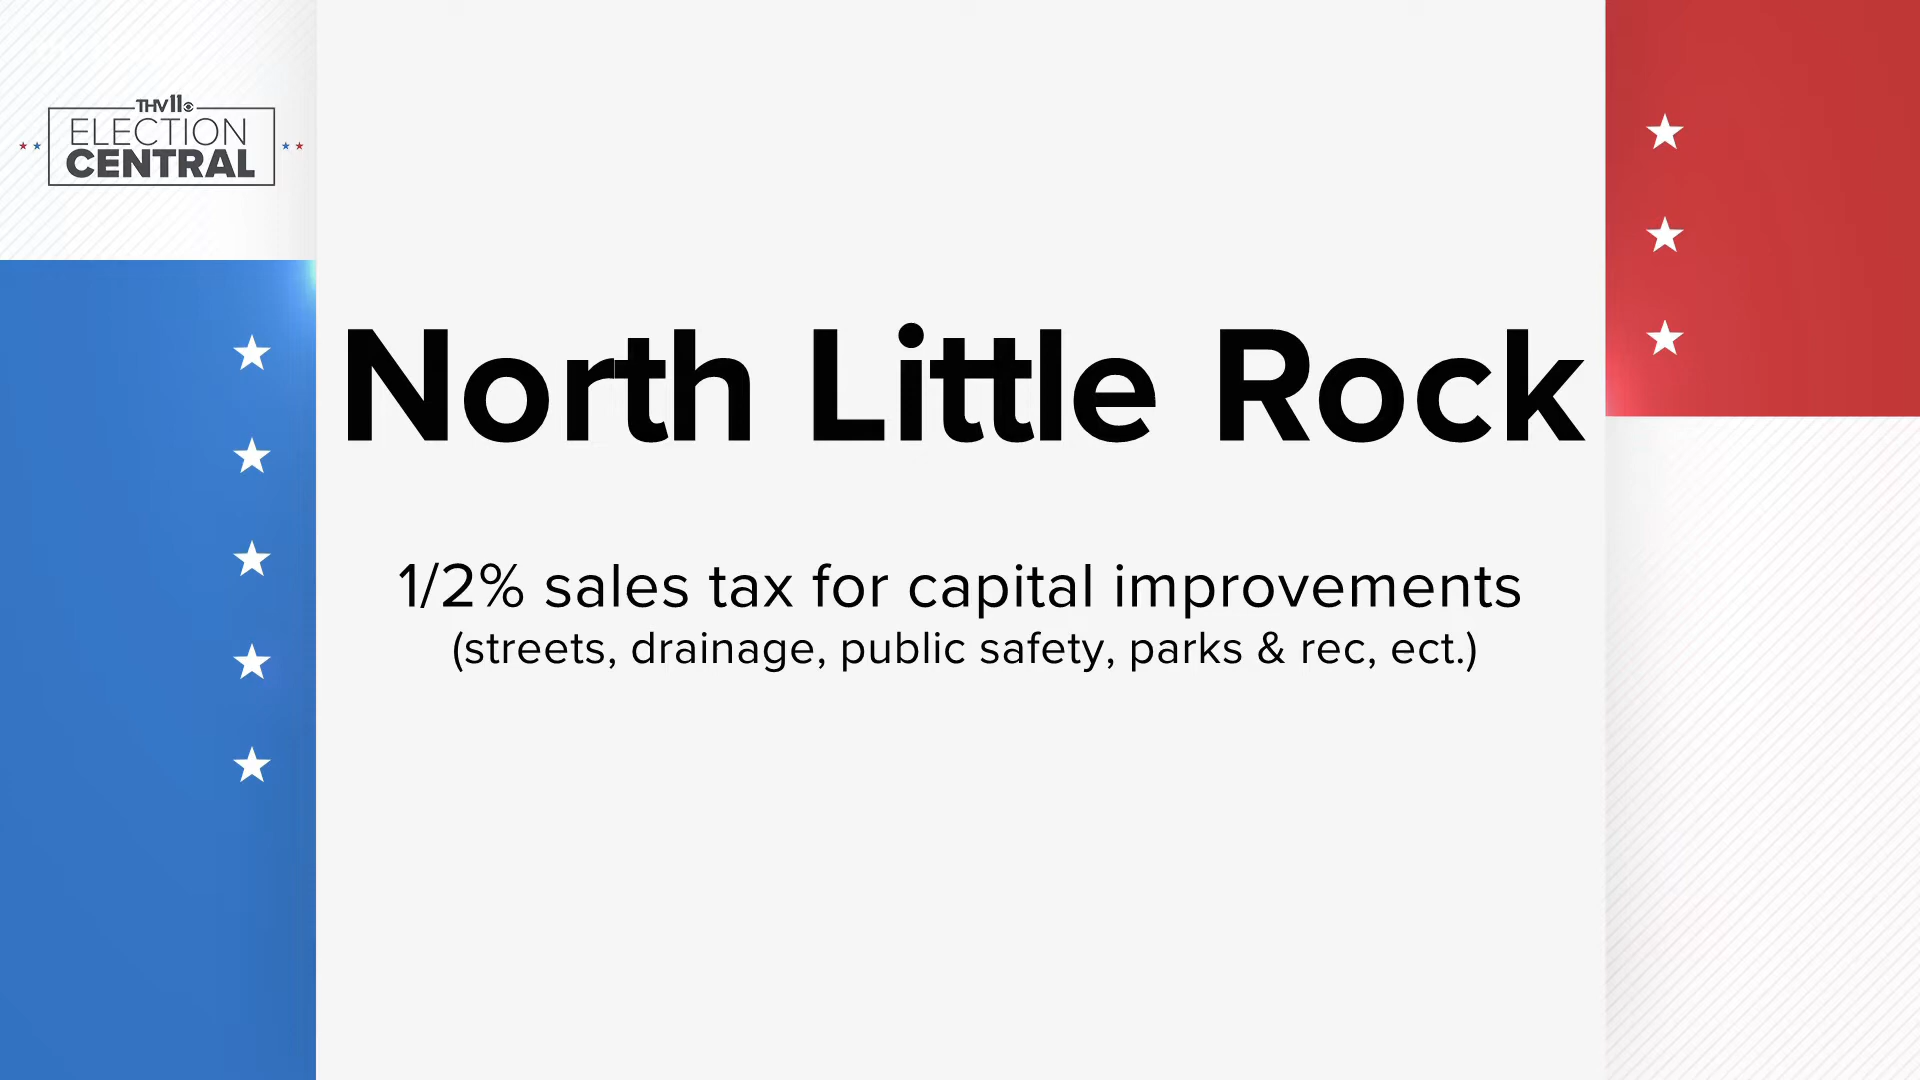 THV11
ELECTION
CENTRAL
North Little Rock
1/2% sales tax for capital improvements
(streets, drainage, public safety, parks & rec, ect.)